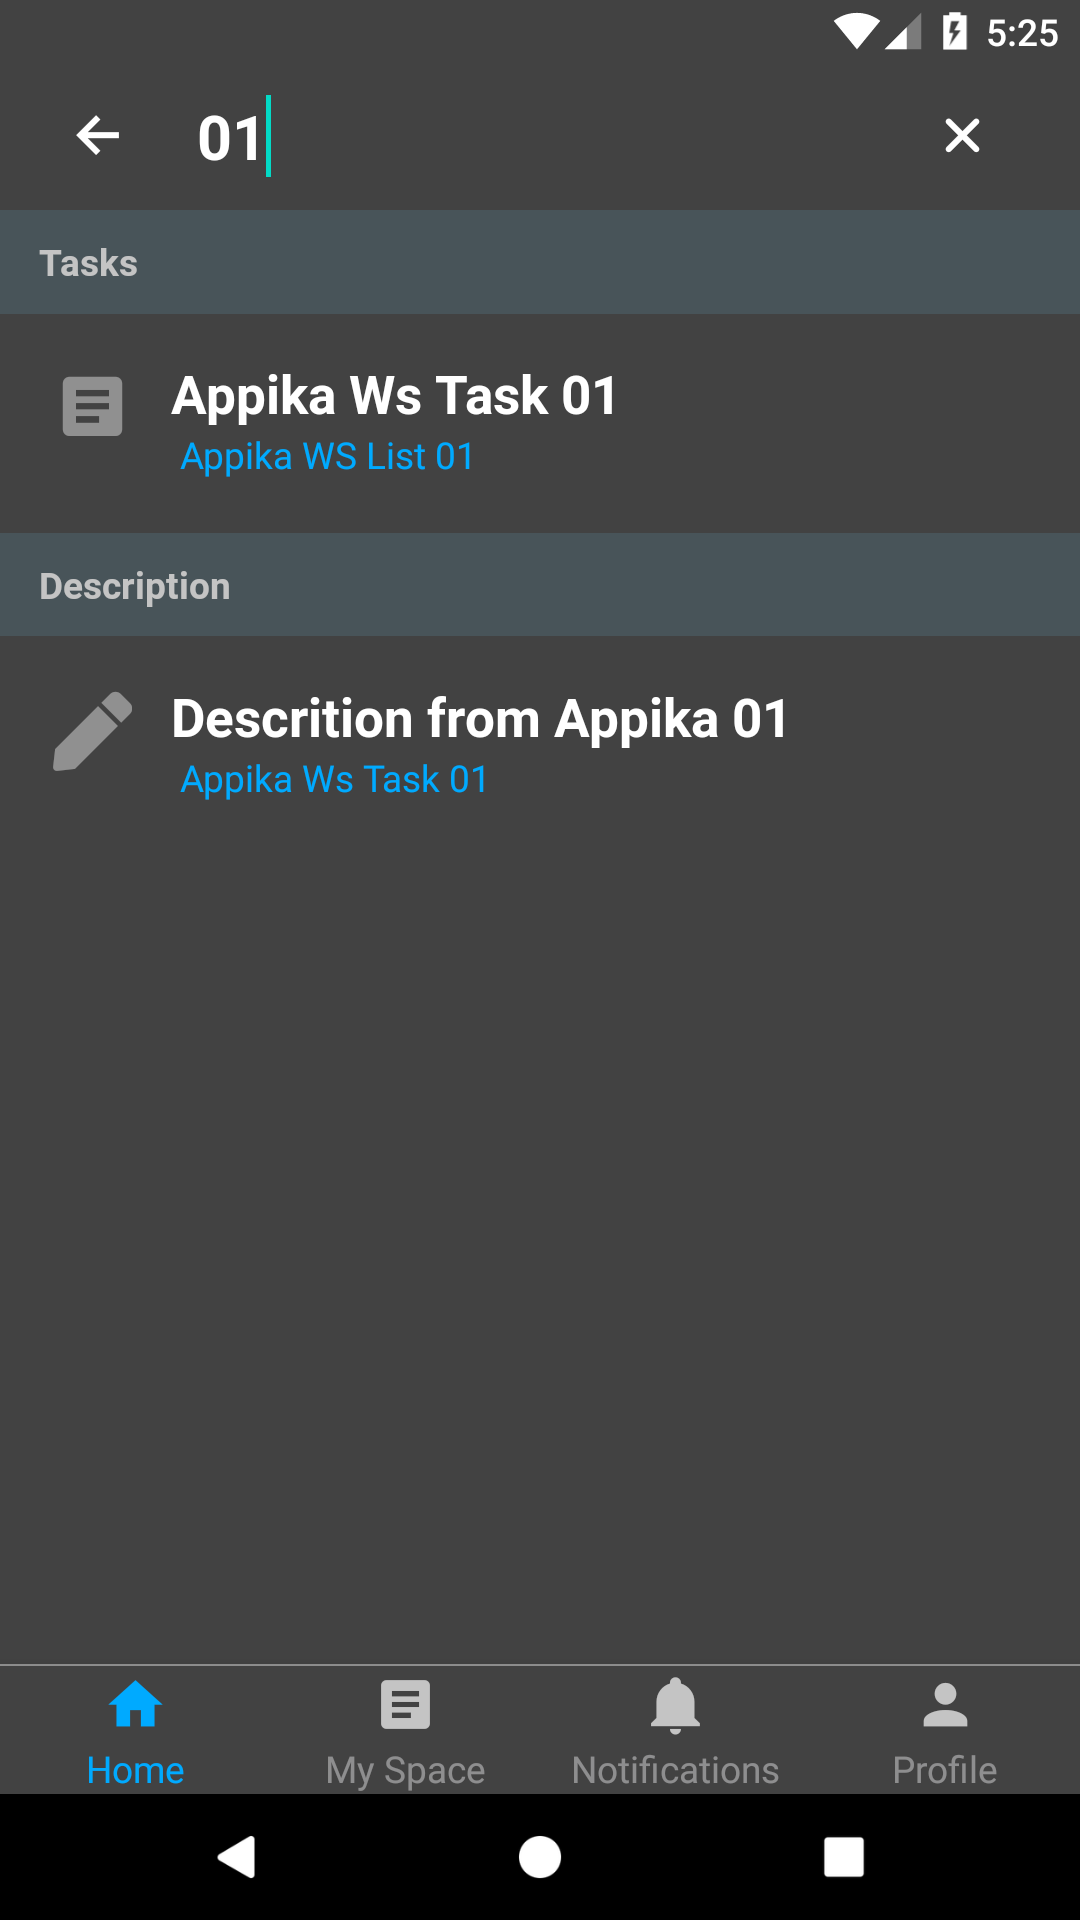 5:25
01
Tasks
Appika Ws Task 01
Appika WS List 01
Description
Descrition from Appika 01
Appika Ws Task 01
Home
My Space
Notifications
Profile